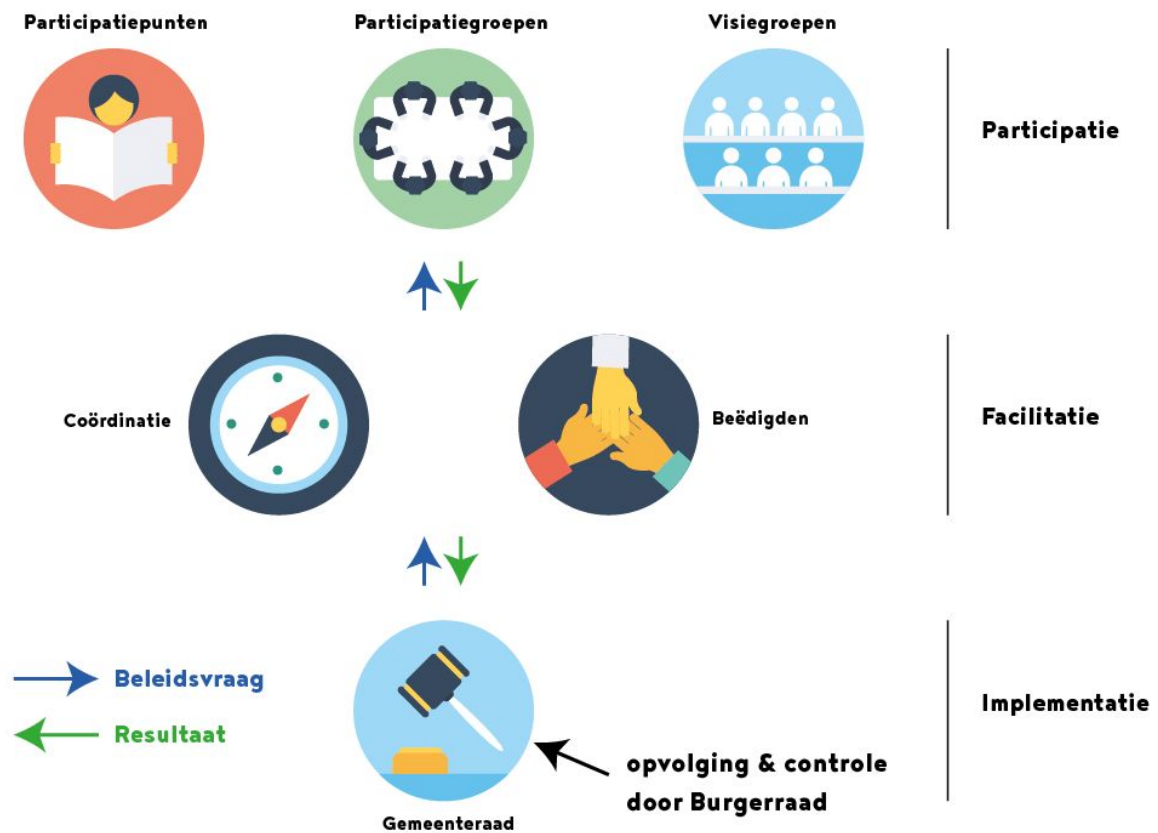 Participatiepunten
Participatiegroepen
Visiegroepen
Participatie
Coördinatie
Beëdigden
Facilitatie
Beleidsvraag
Resultaat
Implementatie
opvolging & controle
door Burgerraad
Gemeenteraad